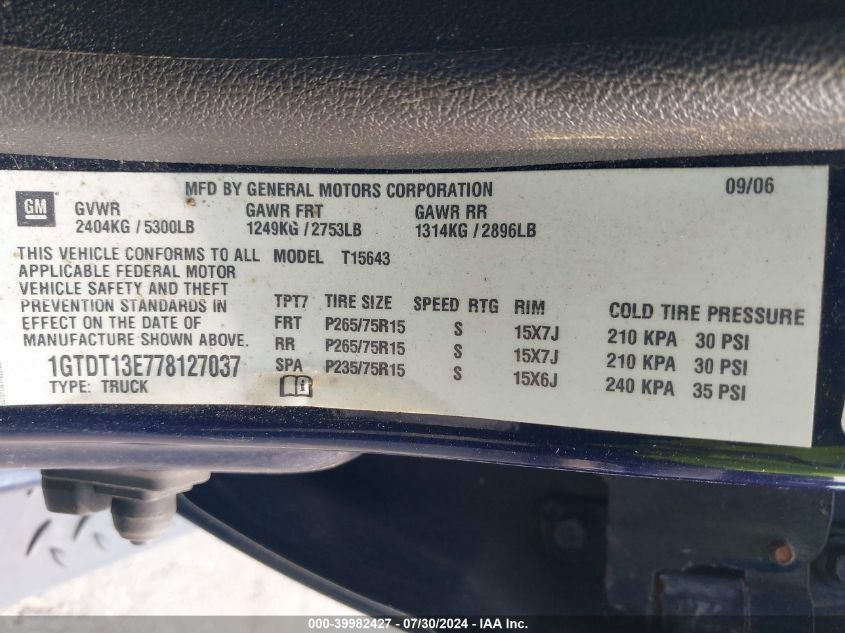 MFD BY GENERAL MOTORS CORPORATION 09/06
GM
GVWR GAWR FRT GAWR RR
2404KG / 5300LB 1249KG / 2753LB 1314KG / 2896LB
THIS VEHICLE CONFORMS TO ALL
APPLICABLE FEDERAL MOTOR
VEHICLE SAFETY AND THEFT
PREVENTION STANDARDS IN
EFFECT ON THE DATE OF
MANUFACTURE SHOWN ABOVE.
1GTDT13E778127037
TYPE: TRUCK
MODEL T15643
TPT7 TIRE SIZE SPEED RTG RIM COLD TIRE PRESSURE
FRT P265/75R15 S 15X7J 210 KPA 30 PSI
RR P265/75R15 S 15X7J 210 KPA 30 PSI
SPA P235/75R15 S 15X6J 240 KPA 35 PSI
000-39982427 - 07/30/2024 - IAA Inc.